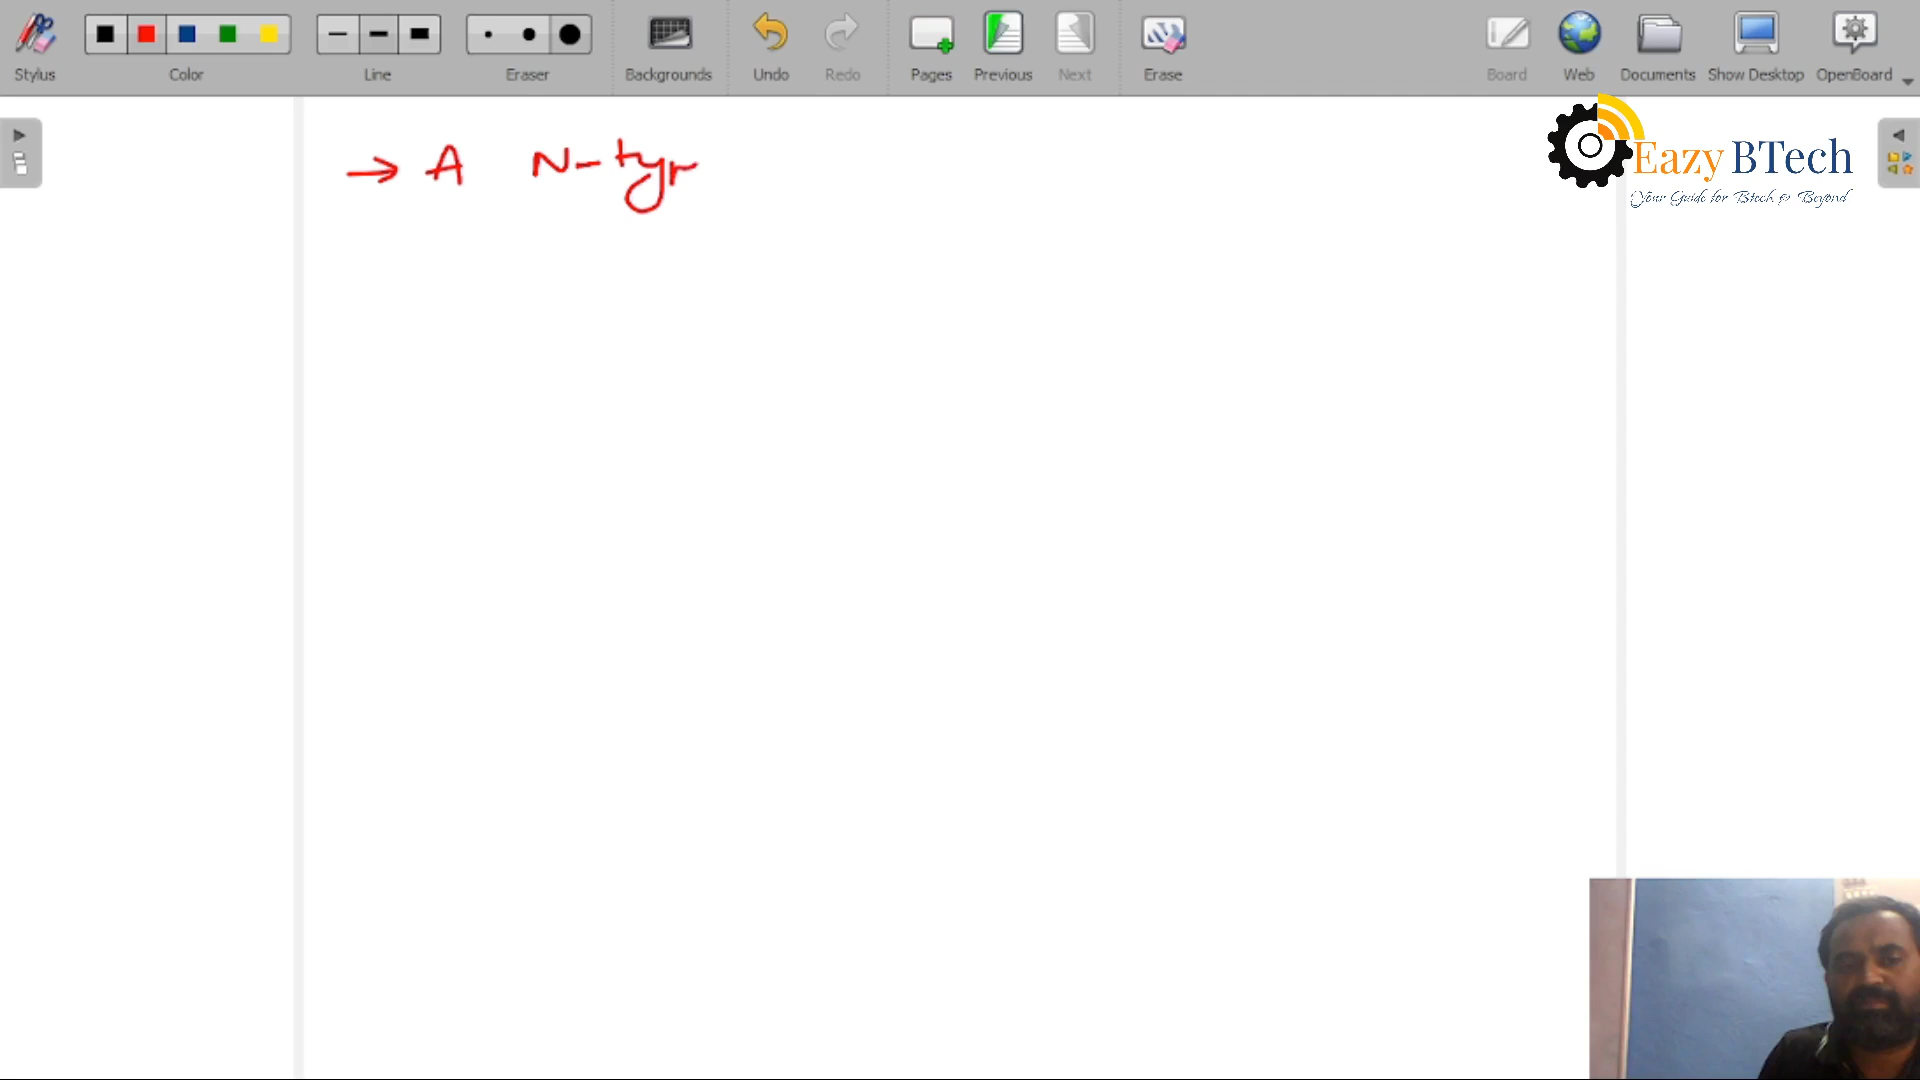 Stylus Color Line Eraser Backgrounds Undo Redo Pages Previous Next Erase Board Web Documents Show Desktop OpenBoard
Eazy BTech
Your Guide for Btech & Beyond
→ A N-tyr